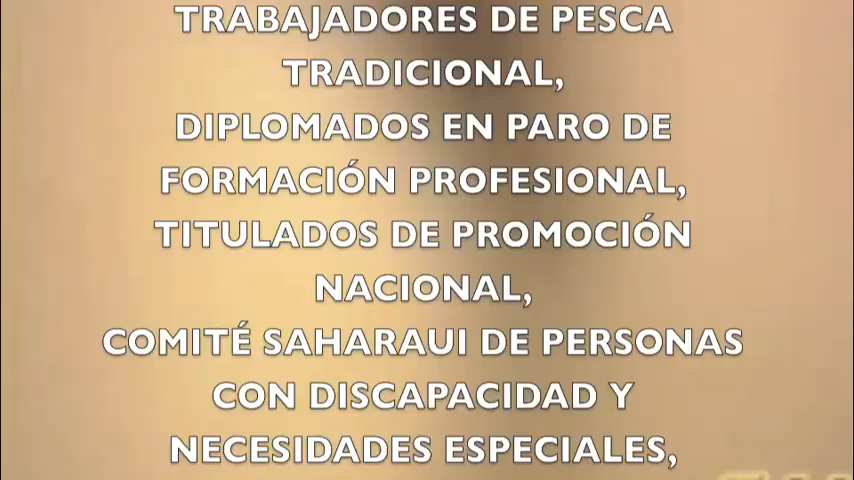 TRABAJADORES DE PESCA
TRADICIONAL,
DIPLOMADOS EN PARO DE
FORMACIÓN PROFESIONAL,
TITULADOS DE PROMOCIÓN
NACIONAL,
COMITÉ SAHARAUI DE PERSONAS
CON DISCAPACIDAD Y
NECESIDADES ESPECIALES,